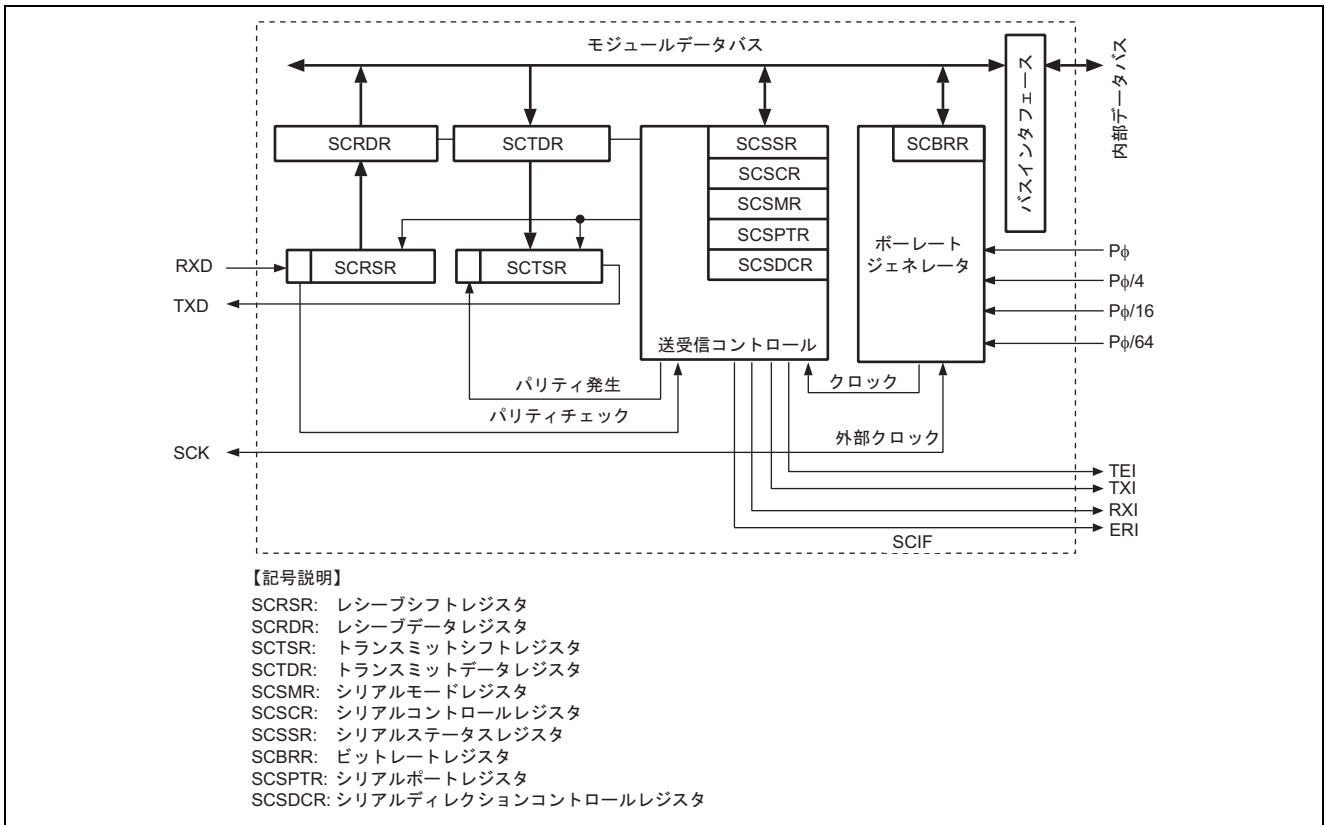 モジュールデータバス
バスインタフェース
内部データバス
SCRDR
SCTDR
SCSSR
SCBRR
SCSCR
SCSMR
SCSPTR
SCSDCR
ボーレート
ジェネレータ
RXD
SCRSR
SCTSR
TXD
Pφ
Pφ/4
Pφ/16
Pφ/64
送受信コントロール
パリティ発生
クロック
パリティチェック
外部クロック
SCK
TEI
TXI
RXI
ERI
SCIF
【記号説明】
SCRSR: レシーブシフトレジスタ
SCRDR: レシーブデータレジスタ
SCTSR: トランスミットシフトレジスタ
SCTDR: トランスミットデータレジスタ
SCSMR: シリアルモードレジスタ
SCSCR: シリアルコントロールレジスタ
SCSSR: シリアルステータスレジスタ
SCBRR: ビットレートレジスタ
SCSPTR: シリアルポートレジスタ
SCSDCR: シリアルディレクションコントロールレジスタ